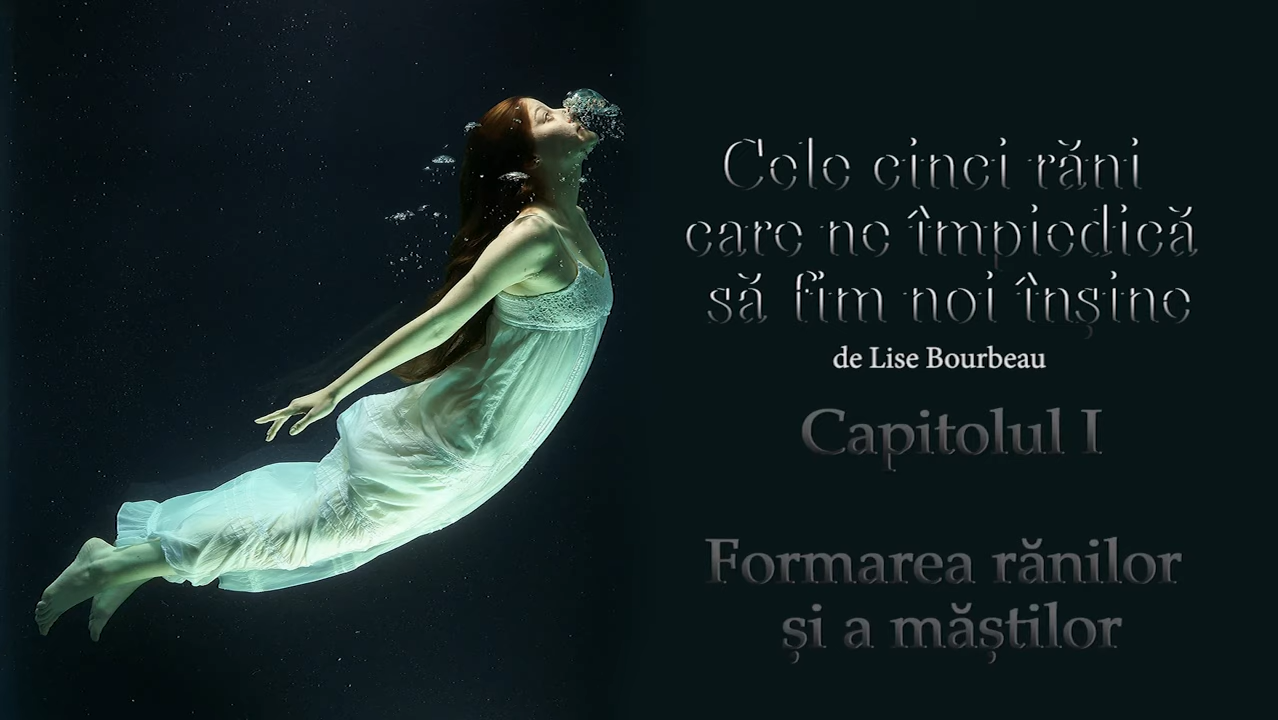 Cele cinci răni
care ne împiedică
să fim noi înșine
de Lise Bourbeau
Capitolul I
Formarea rănilor
și a măștilor